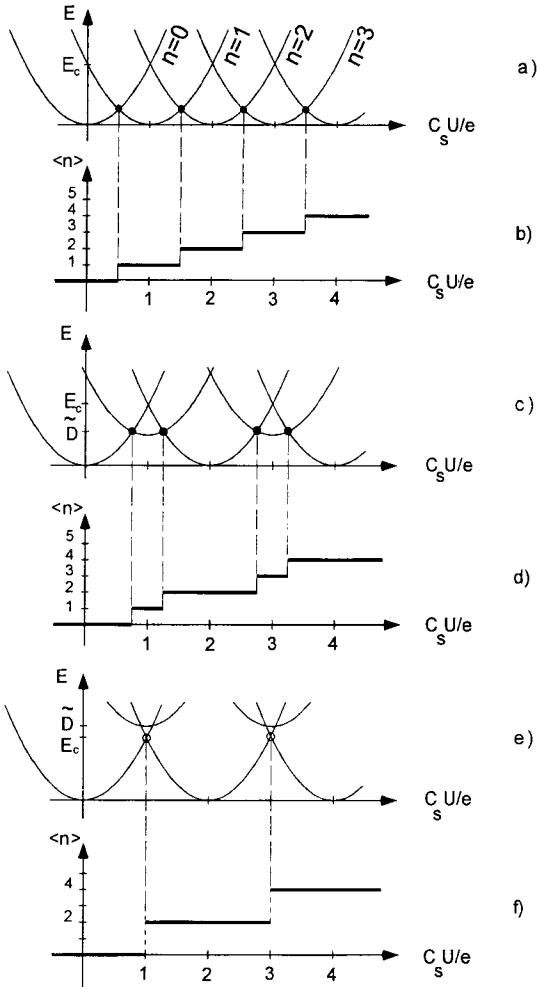 E
n=0 n=1 n=2 n=3
E_c
a)
C_s U/e
<n>
5
4
3
2
1
b)
1 2 3 4
C_s U/e
E
E_c
D̃
c)
C_s U/e
<n>
5
4
3
2
1
d)
1 2 3 4
C_s U/e
E
D̃
E_c
e)
C_s U/e
<n>
4
2
f)
1 2 3 4
C_s U/e